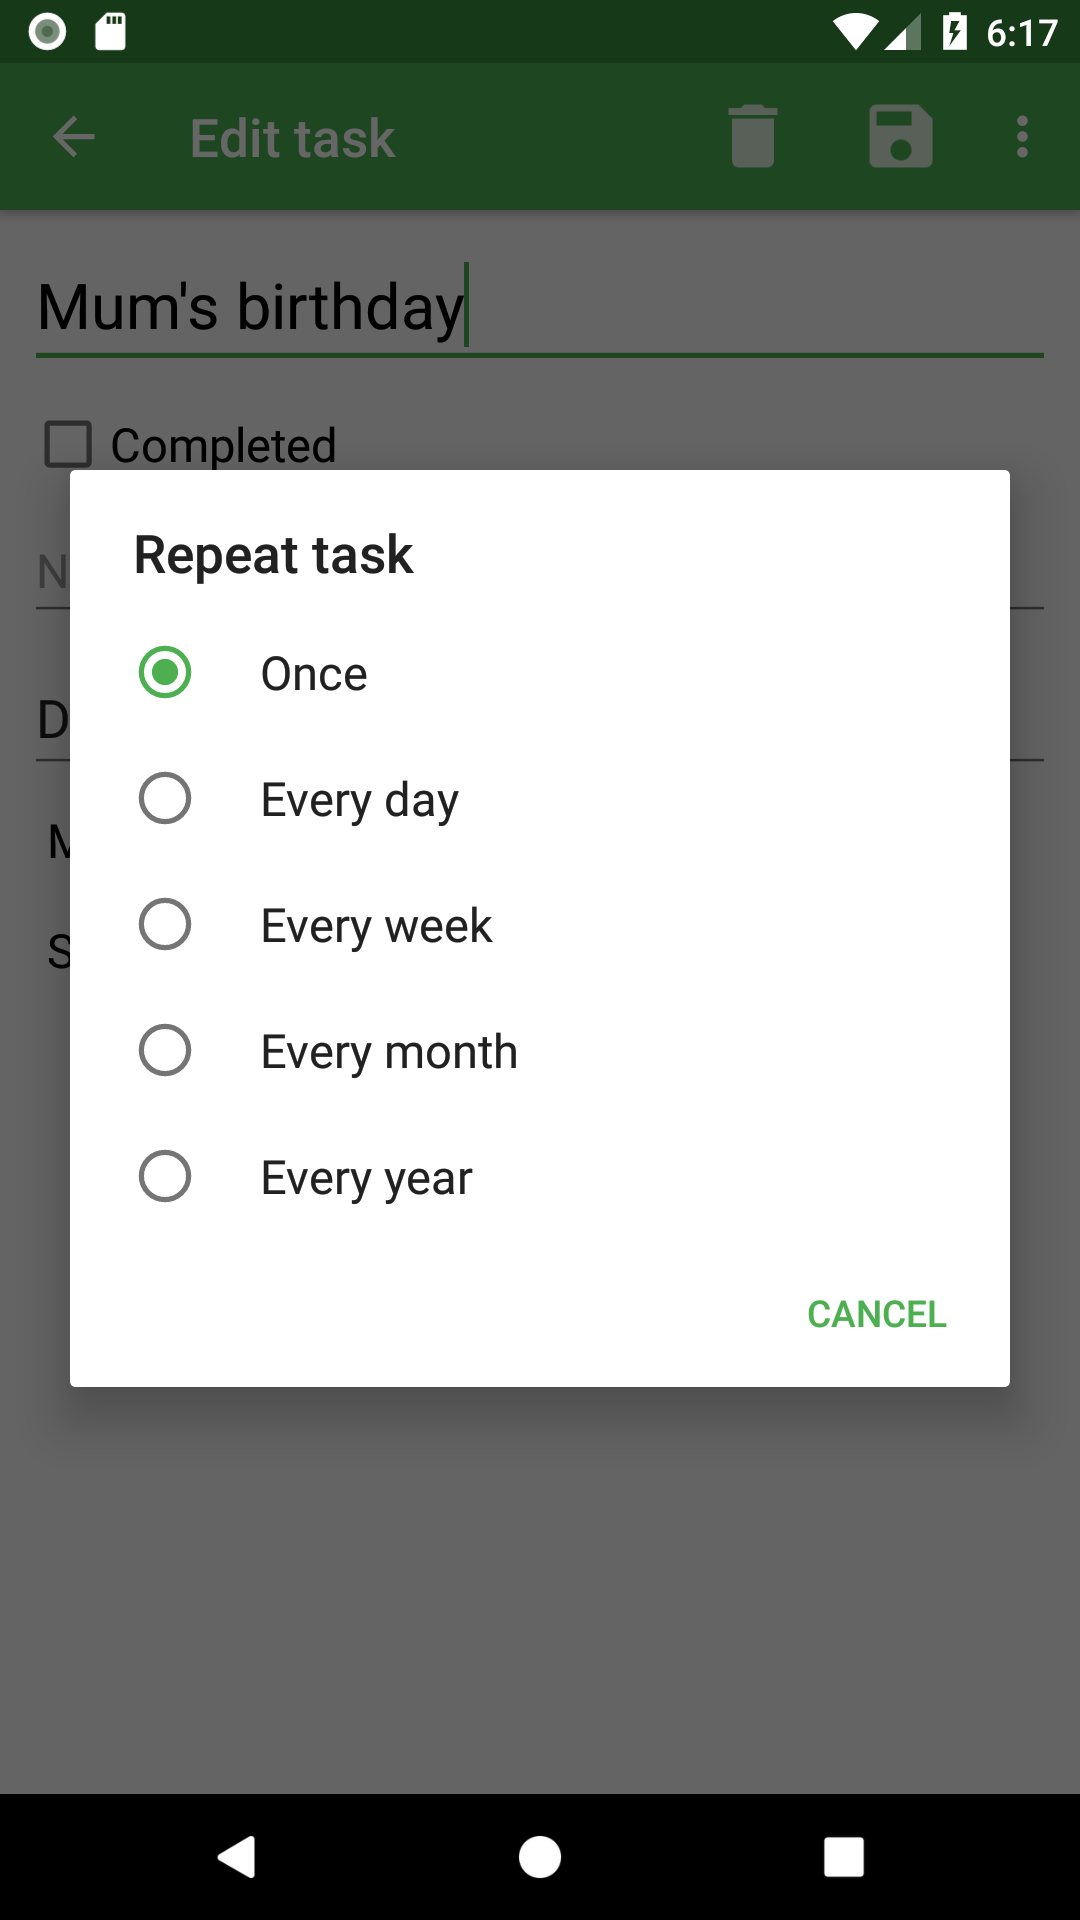 6:17
Edit task
Mum's birthday
Completed
N
Repeat task
Once
D
Every day
M
Every week
S
Every month
Every year
CANCEL